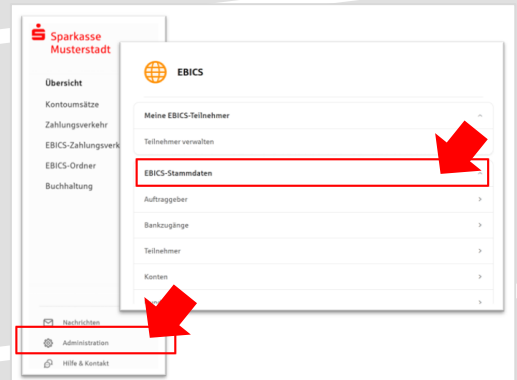 Sparkasse
Musterstadt
Übersicht
Kontoumsätze
Zahlungsverkehr
EBICS-Zahlungsverk
EBICS-Ordner
Buchhaltung
Nachrichten
Administration
Hilfe & Kontakt
EBICS
Meine EBICS-Teilnehmer
Teilnehmer verwalten
EBICS-Stammdaten
Auftraggeber
Bankzugänge
Teilnehmer
Konten